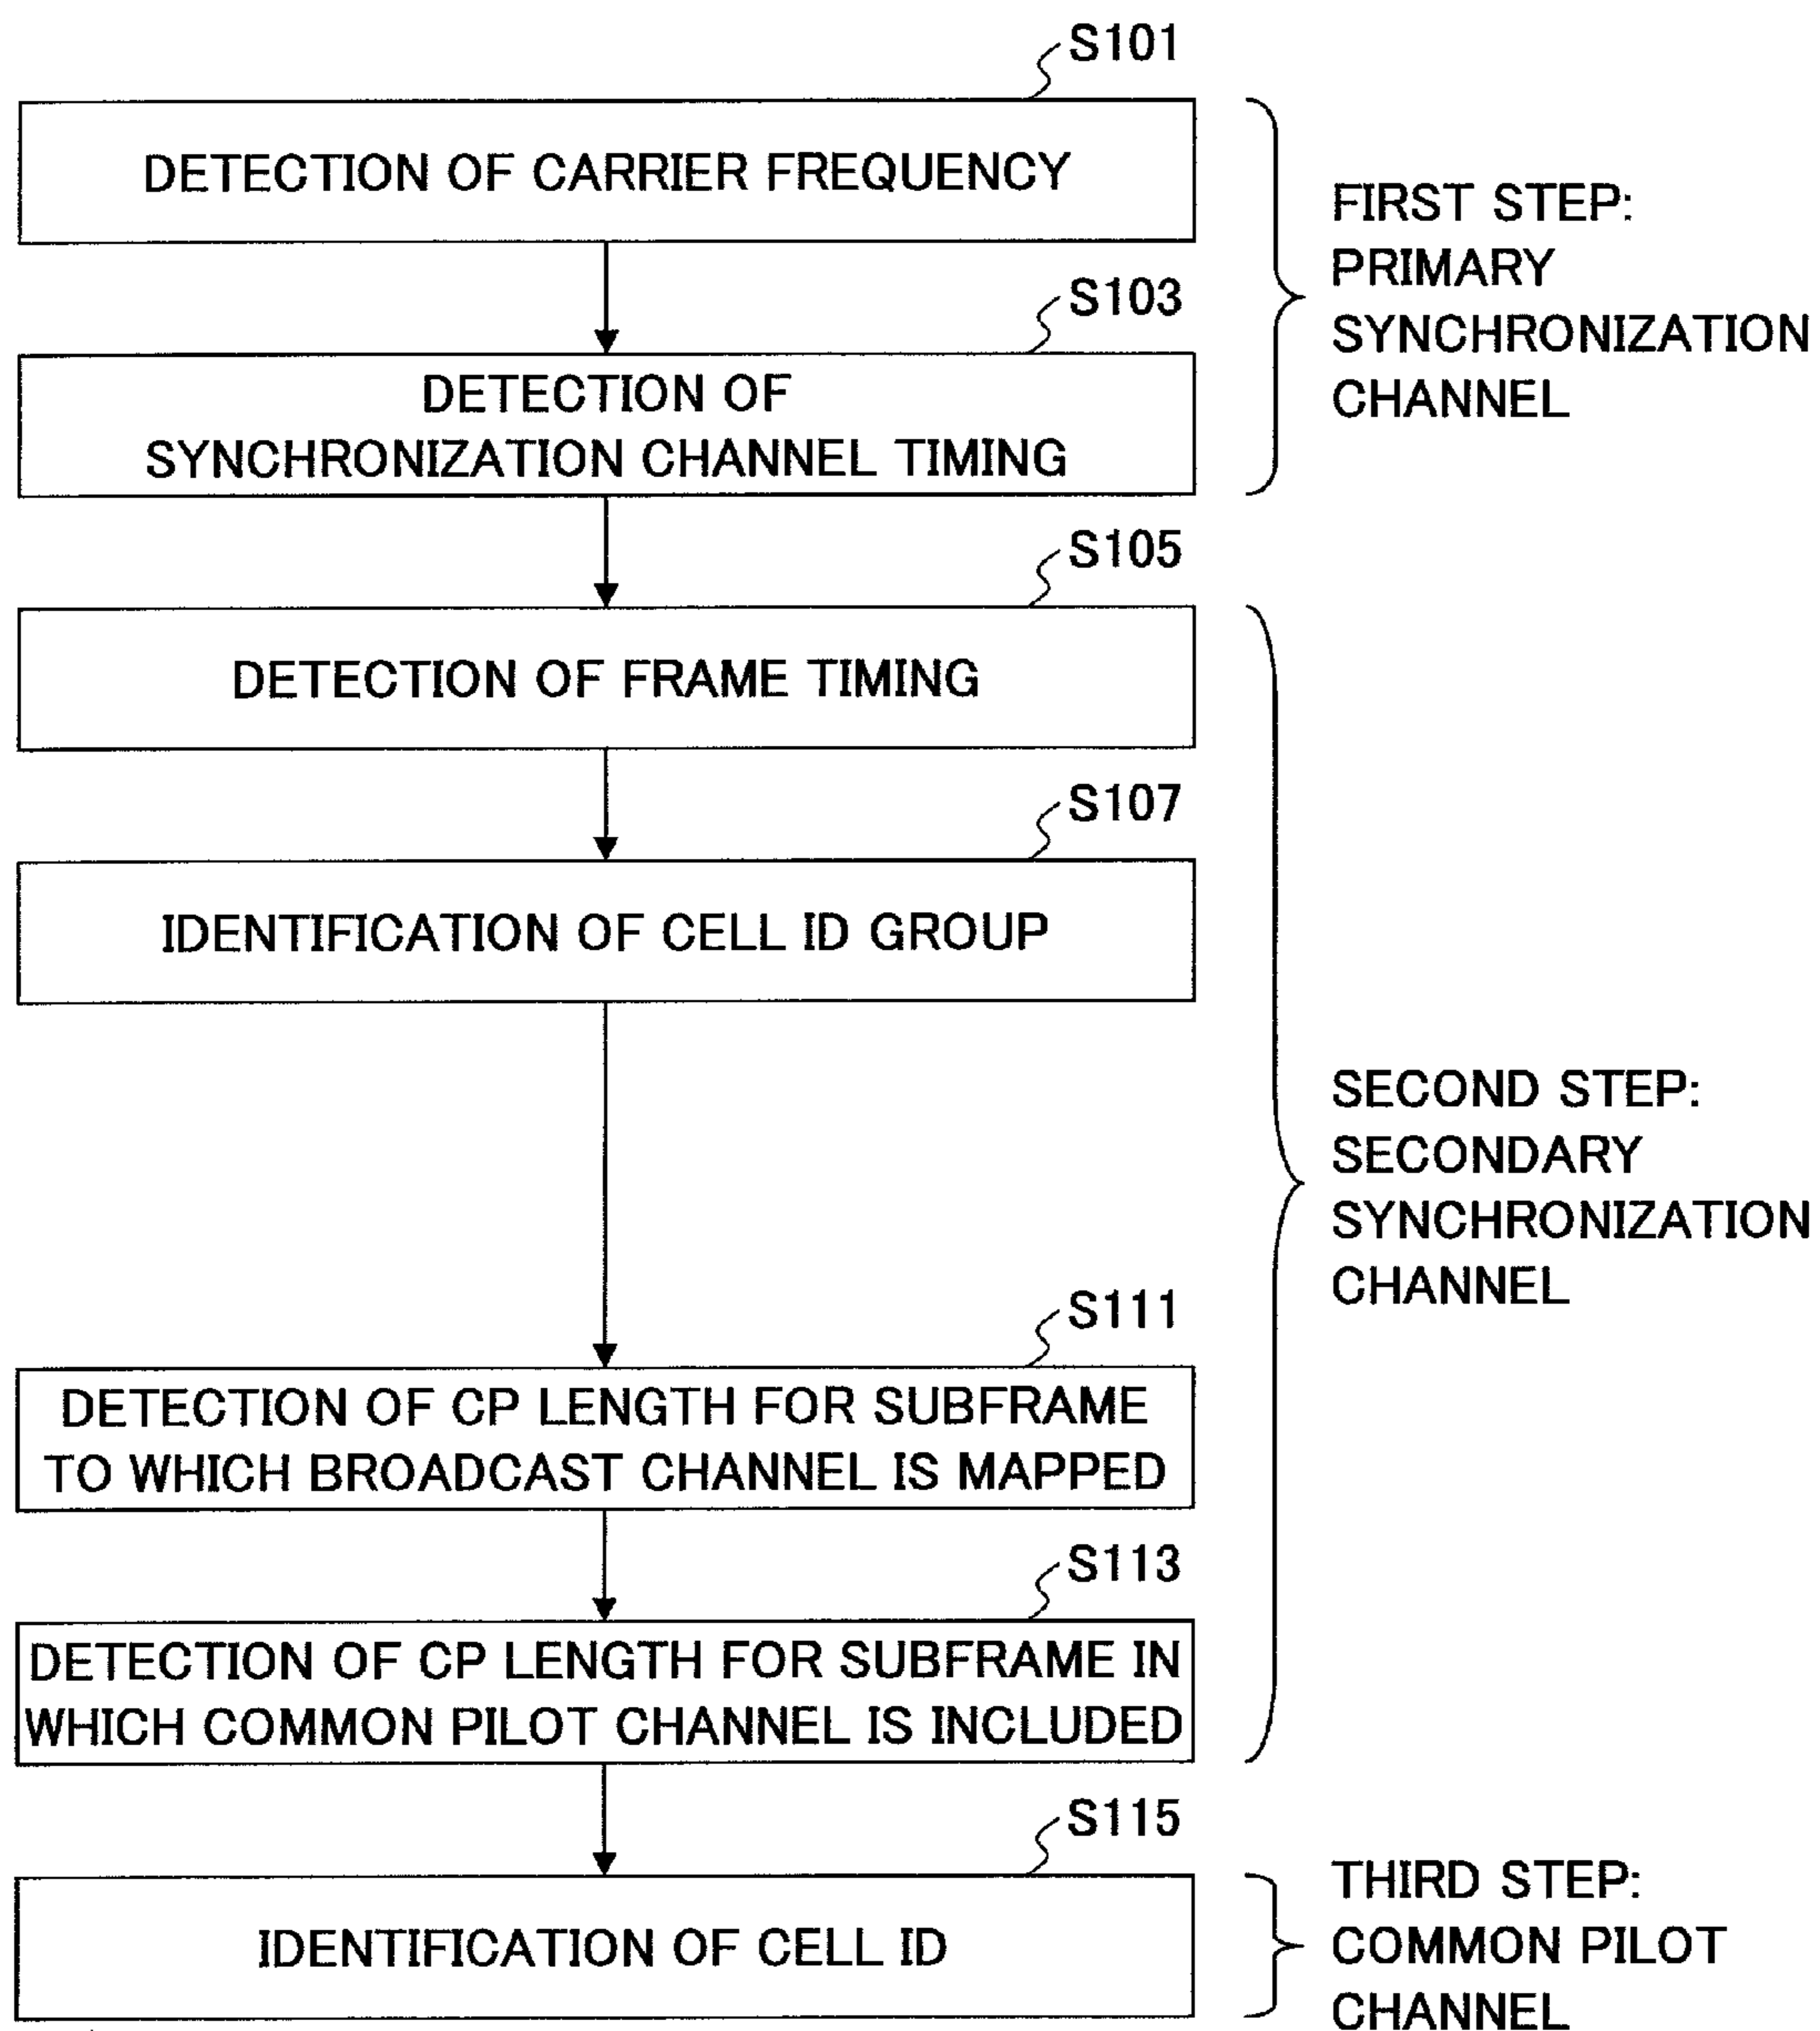 S101
DETECTION OF CARRIER FREQUENCY
FIRST STEP:
PRIMARY
SYNCHRONIZATION
CHANNEL
S103
DETECTION OF
SYNCHRONIZATION CHANNEL TIMING
S105
DETECTION OF FRAME TIMING
S107
IDENTIFICATION OF CELL ID GROUP
SECOND STEP:
SECONDARY
SYNCHRONIZATION
CHANNEL
S111
DETECTION OF CP LENGTH FOR SUBFRAME
TO WHICH BROADCAST CHANNEL IS MAPPED
S113
DETECTION OF CP LENGTH FOR SUBFRAME IN
WHICH COMMON PILOT CHANNEL IS INCLUDED
S115
IDENTIFICATION OF CELL ID
THIRD STEP:
COMMON PILOT
CHANNEL